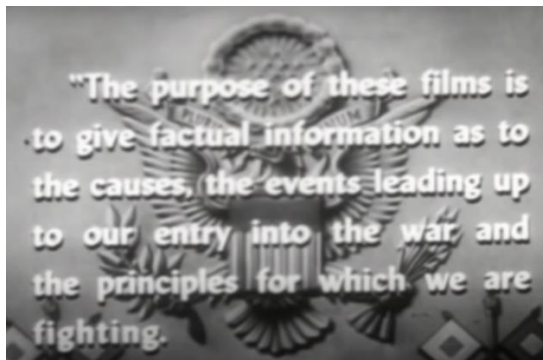 "The purpose of these films is
to give factual information as to
the causes, the events leading up
to our entry into the war and
the principles for which we are
fighting.